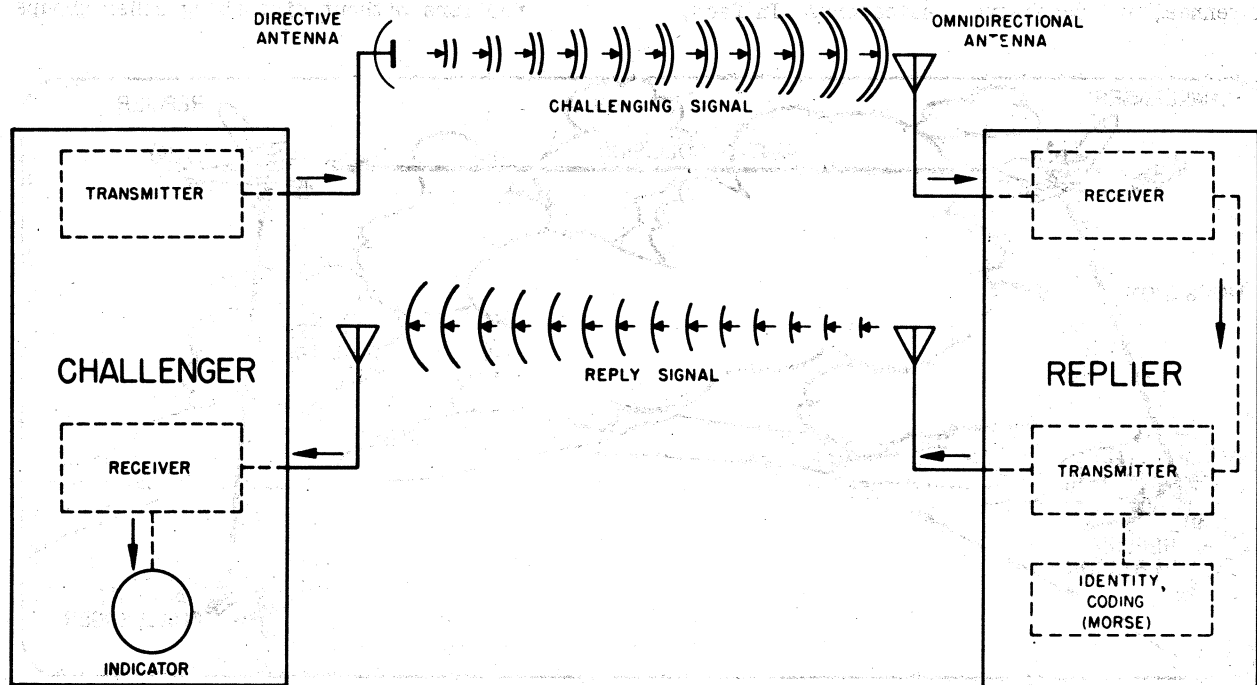 DIRECTIVE
ANTENNA
OMNIDIRECTIONAL
ANTENNA
CHALLENGING SIGNAL
TRANSMITTER
RECEIVER
CHALLENGER
REPLY SIGNAL
REPLIER
RECEIVER
TRANSMITTER
IDENTITY,
CODING
(MORSE)
INDICATOR